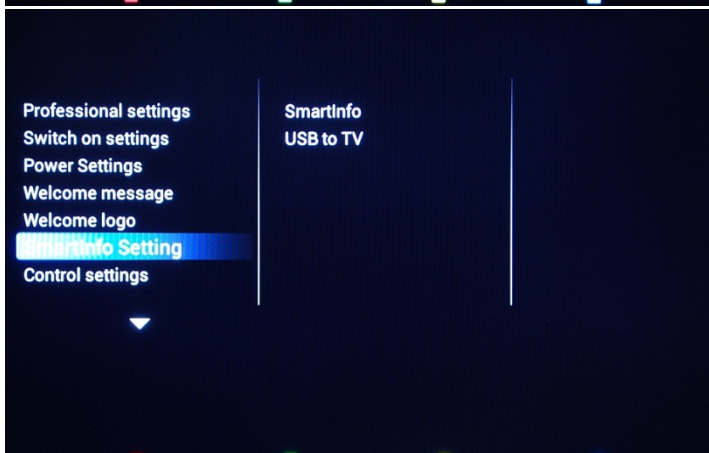 Professional settings
Switch on settings
Power Settings
Welcome message
Welcome logo
SmartInfo Setting
Control settings
SmartInfo
USB to TV